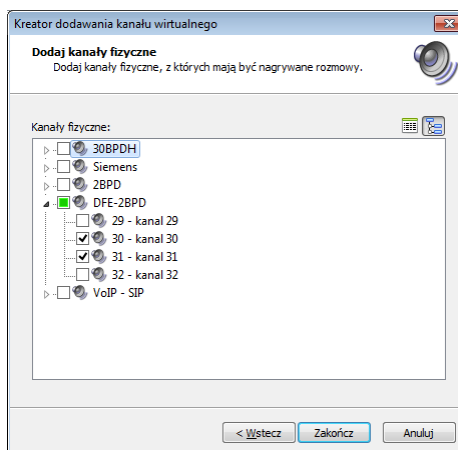 Kreator dodawania kanału wirtualnego
Dodaj kanały fizyczne
Dodaj kanały fizyczne, z których mają być nagrywane rozmowy.
Kanały fizyczne:
30BPDH
Siemens
2BPD
DFE-2BPD
29 - kanal 29
30 - kanal 30
31 - kanal 31
32 - kanal 32
VoIP - SIP
< Wstecz Zakończ Anuluj